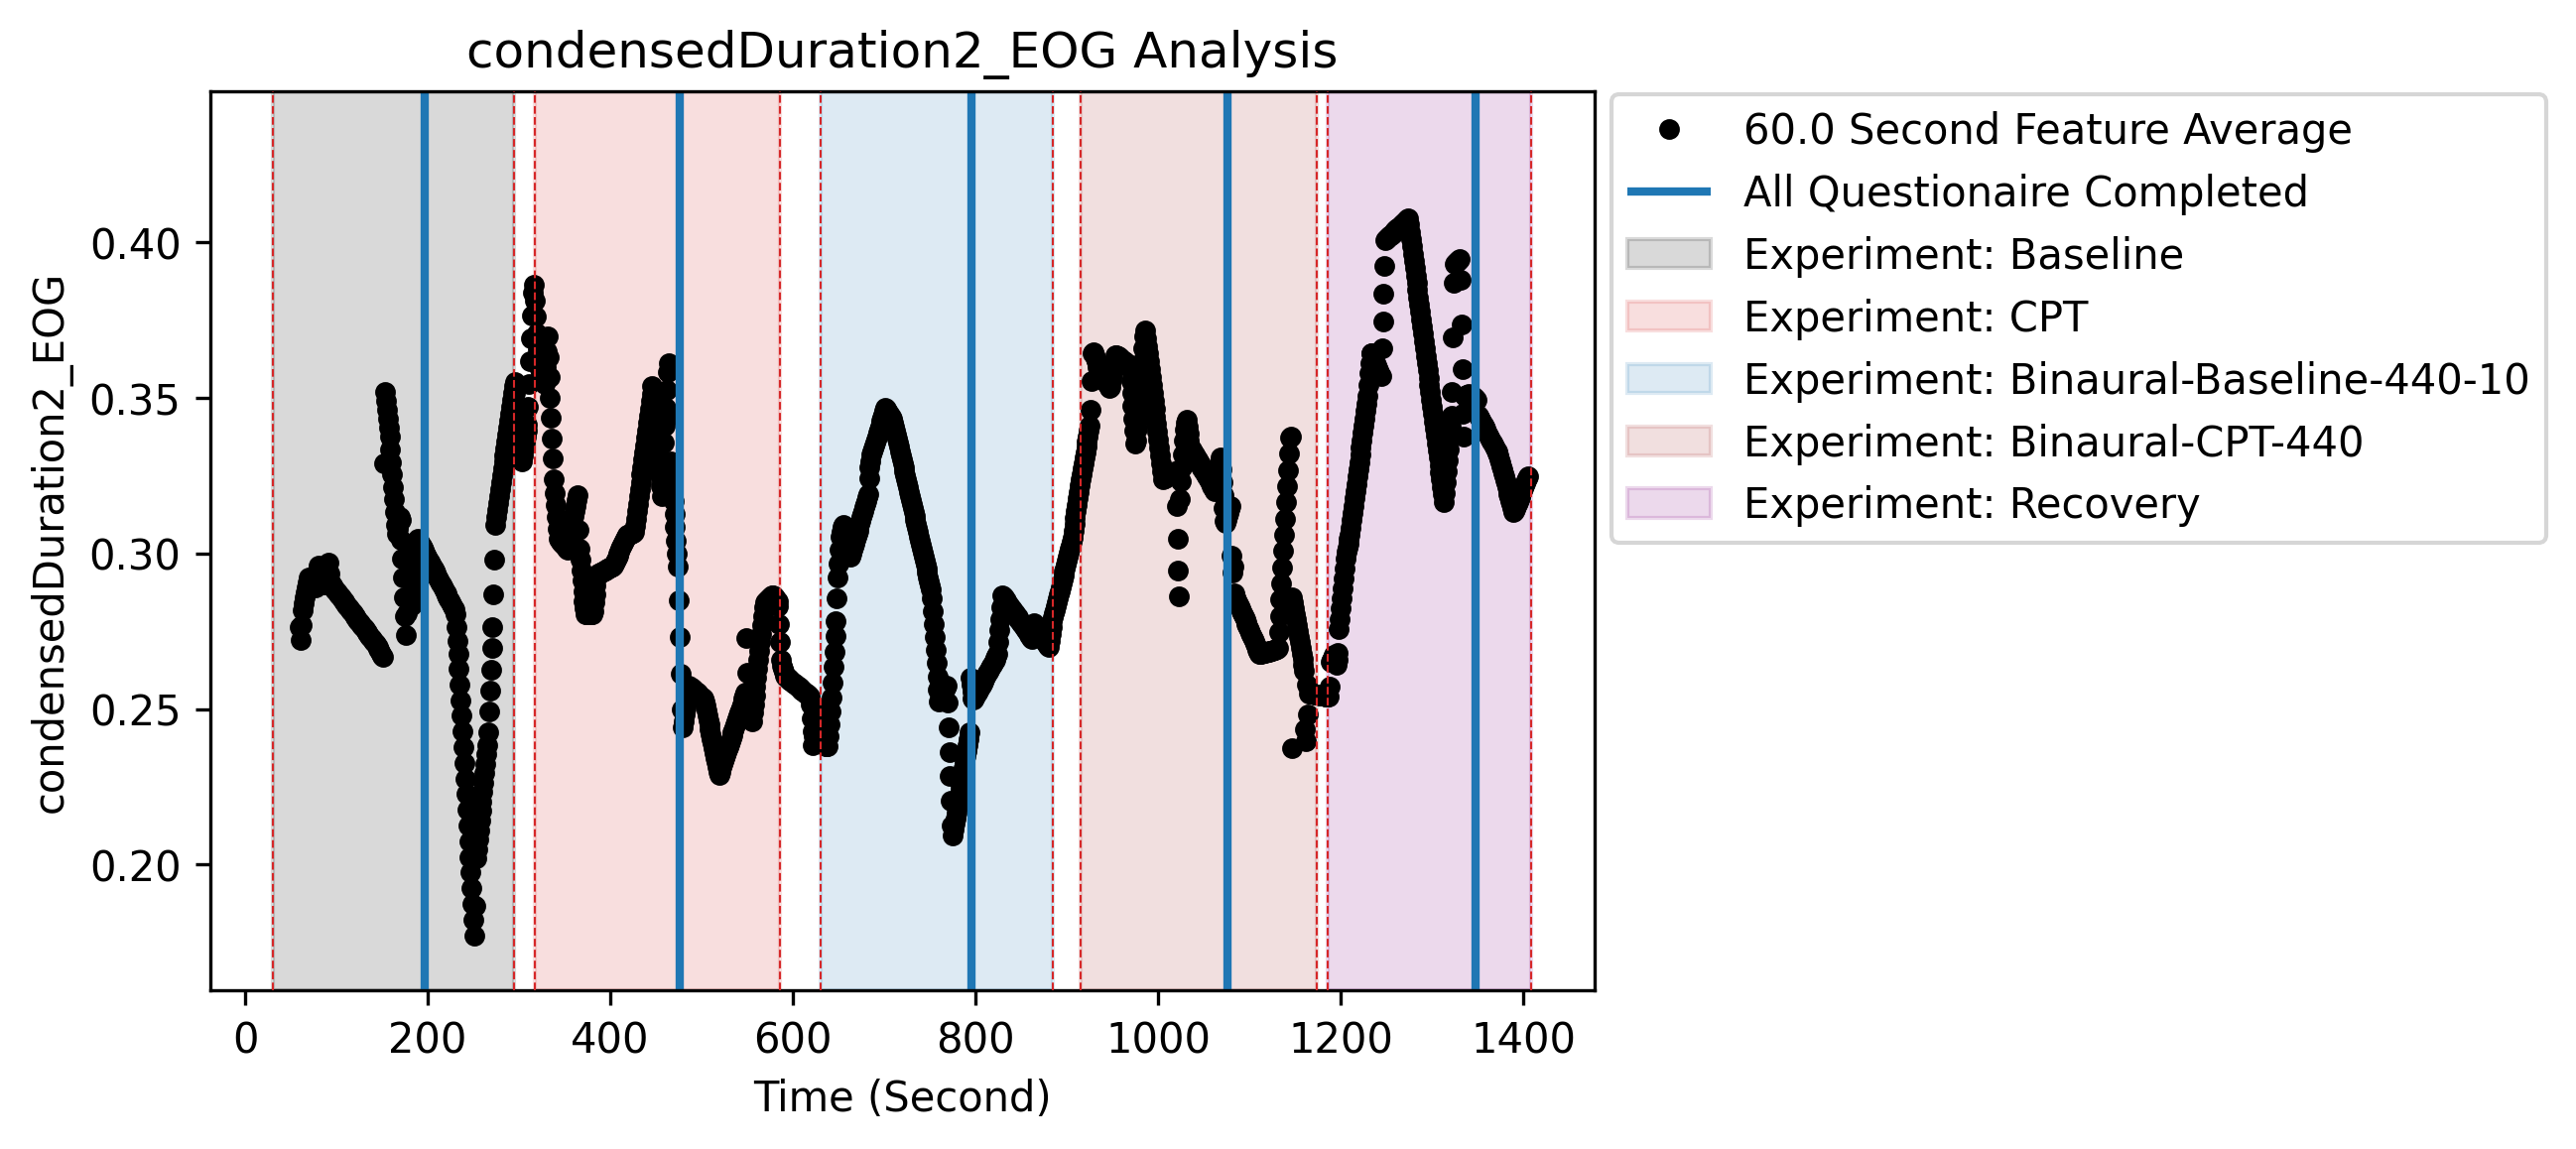 condensedDuration2_EOG Analysis
condensedDuration2_EOG
0.40
0.35
0.30
0.25
0.20
0 200 400 600 800 1000 1200 1400
Time (Second)
60.0 Second Feature Average
All Questionaire Completed
Experiment: Baseline
Experiment: CPT
Experiment: Binaural-Baseline-440-10
Experiment: Binaural-CPT-440
Experiment: Recovery